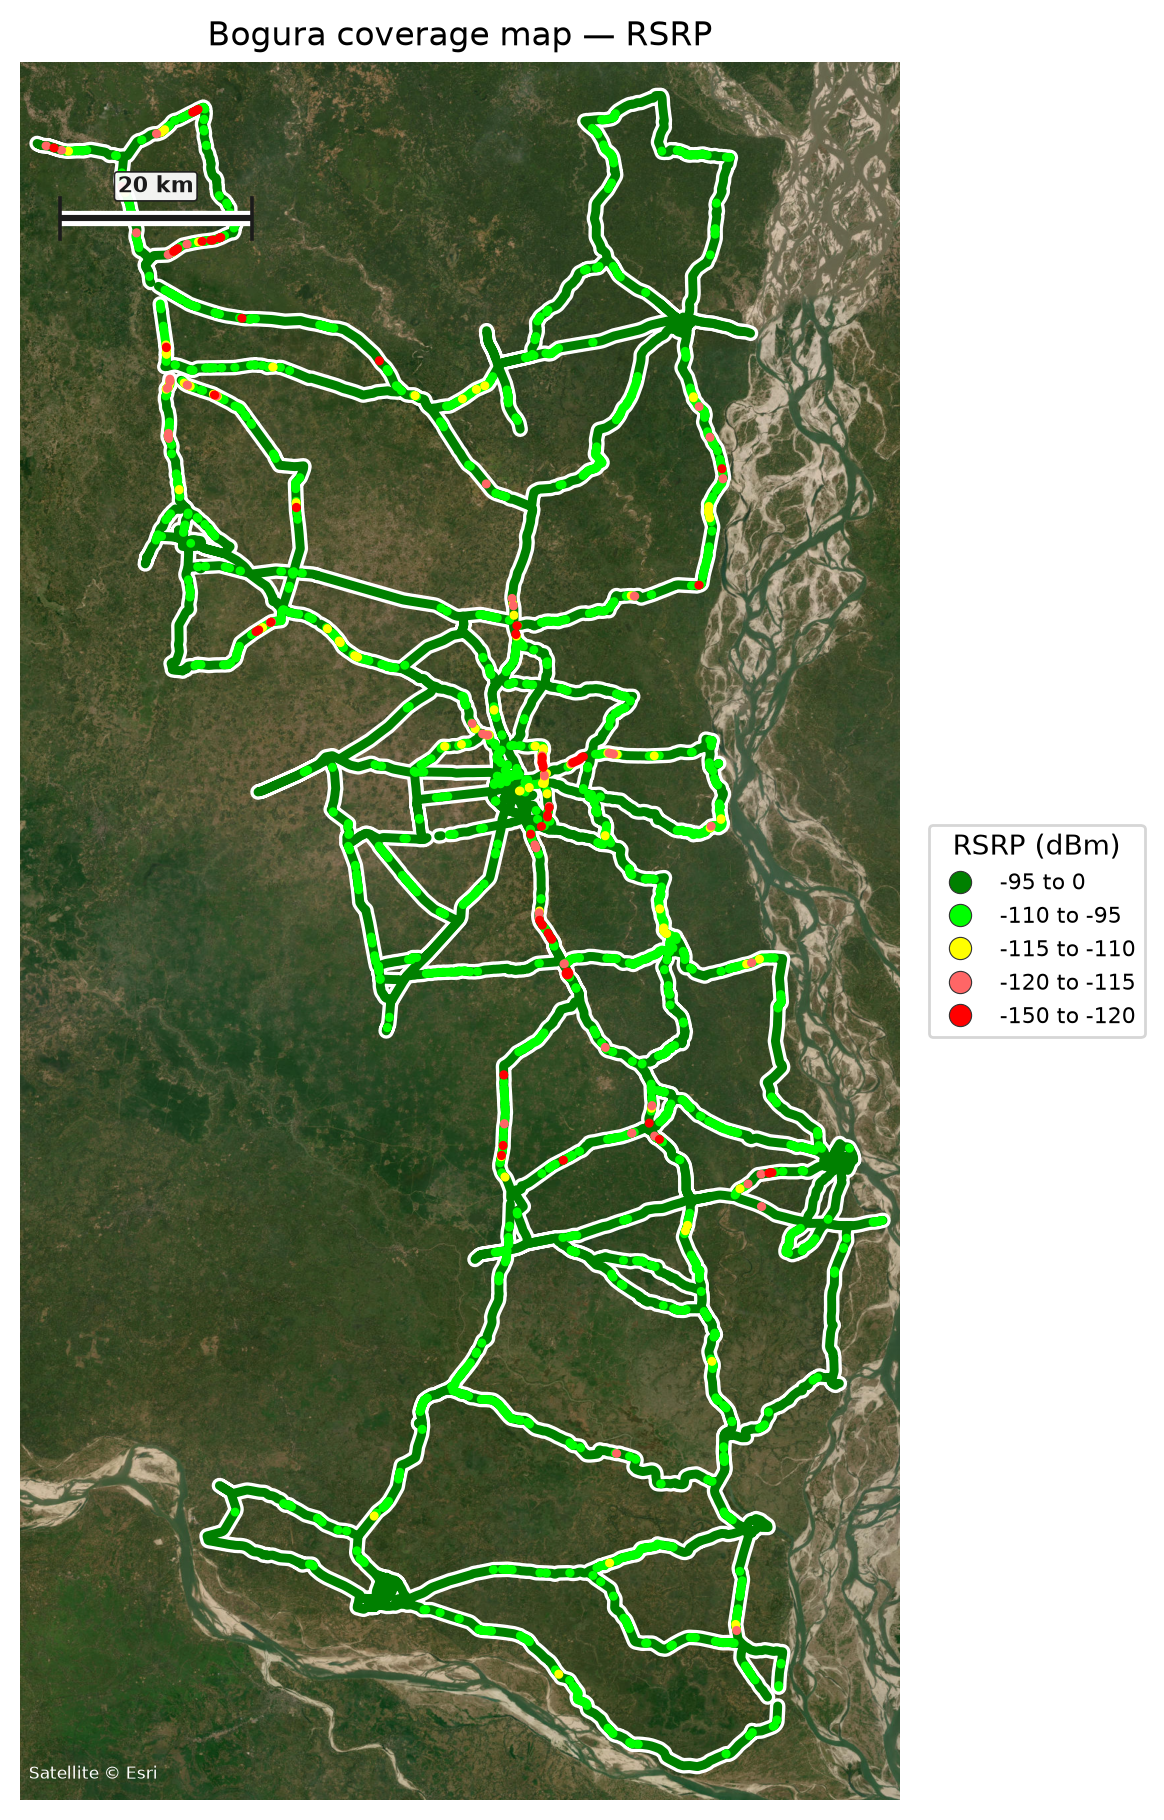 Bogura coverage map — RSRP
20 km
RSRP (dBm)
-95 to 0
-110 to -95
-115 to -110
-120 to -115
-150 to -120
Satellite © Esri